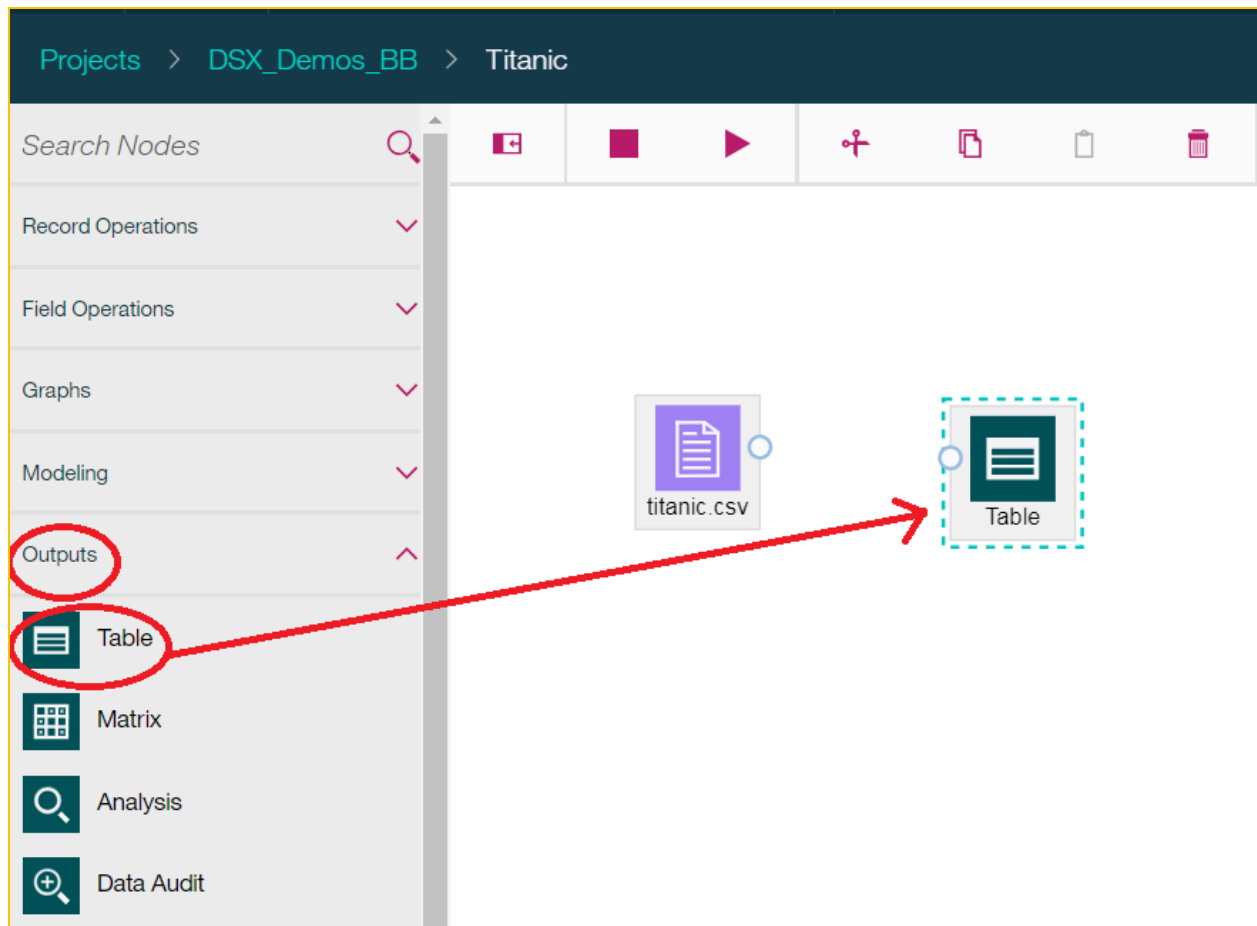 Projects > DSX_Demos_BB > Titanic
Search Nodes
Record Operations
Field Operations
Graphs
Modeling
Outputs
Table
Matrix
Analysis
Data Audit
titanic.csv
Table